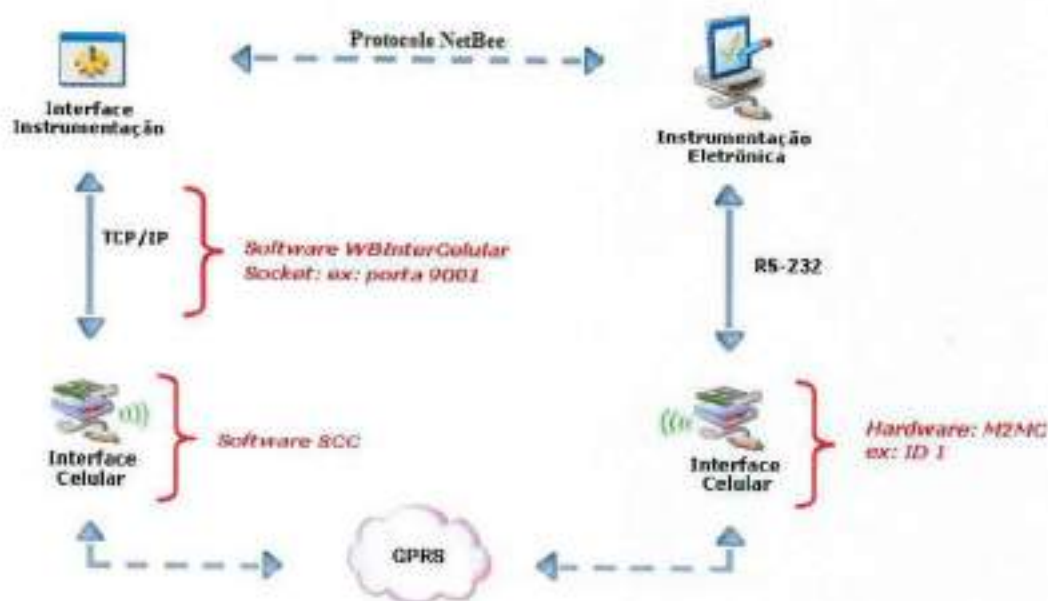 Protocolo NetBee
Interface
Instrumentação
Instrumentação
Eletrônica
TCP/IP
Software WBInterCelular
Socket: ex: porta 9001
RS-232
Interface
Celular
Software SCC
Interface
Celular
Hardware: M2MC
ex: ID 1
GPRS